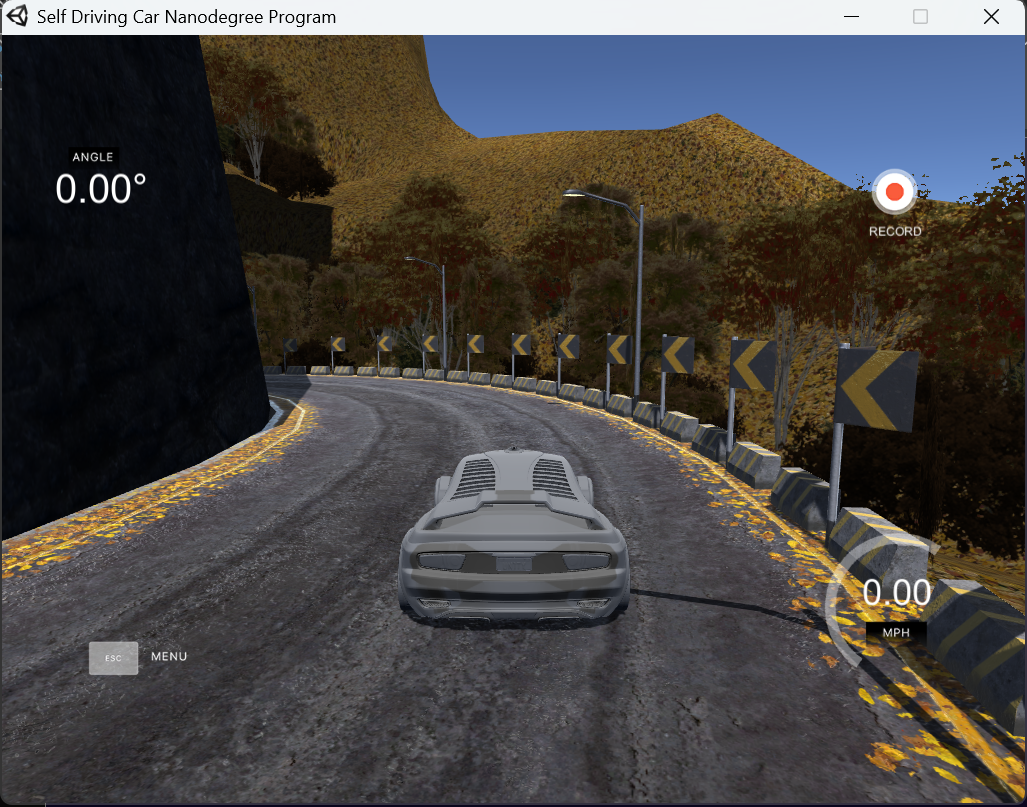 Self Driving Car Nanodegree Program
ANGLE
0.00°
RECORD
0.00
MPH
ESC
MENU